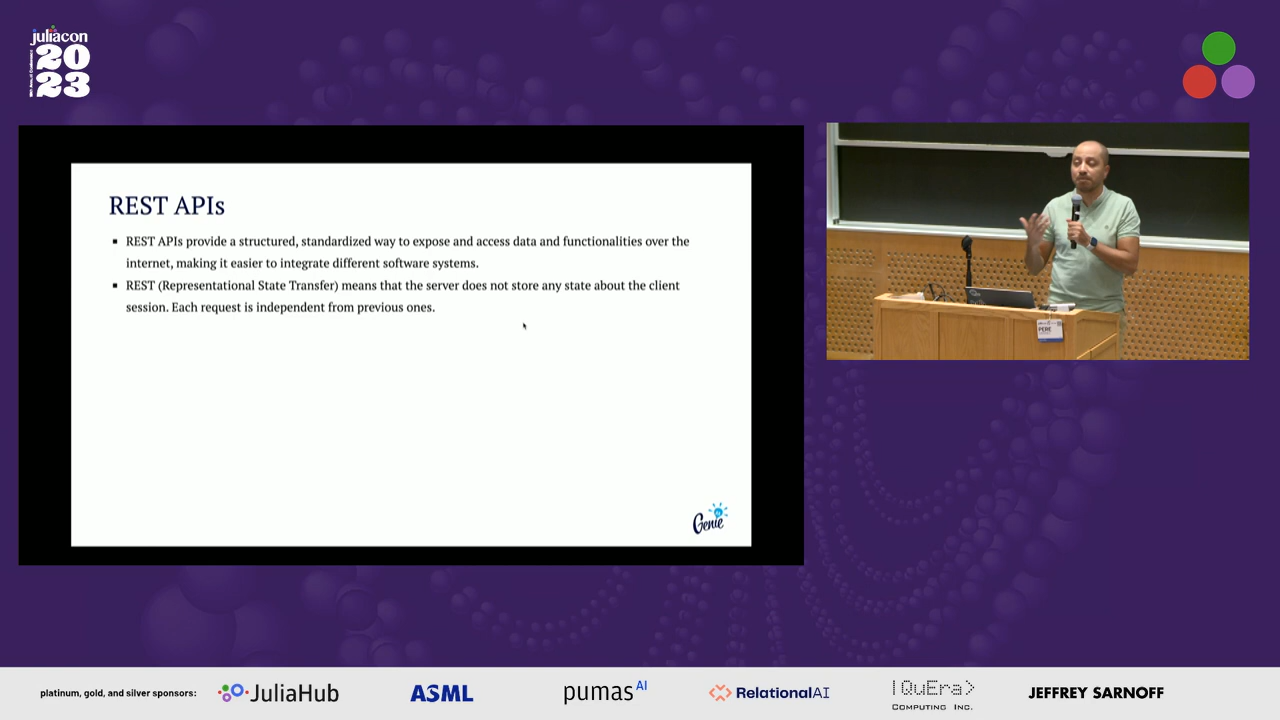 juliacon
20
23
REST APIs
▪ REST APIs provide a structured, standardized way to expose and access data and functionalities over the
internet, making it easier to integrate different software systems.
▪ REST (Representational State Transfer) means that the server does not store any state about the client
session. Each request is independent from previous ones.
Genie
PERE
platinum, gold, and silver sponsors:
JuliaHub
ASML
pumas AI
RelationalAI
|QuEra>
COMPUTING INC.
JEFFREY SARNOFF